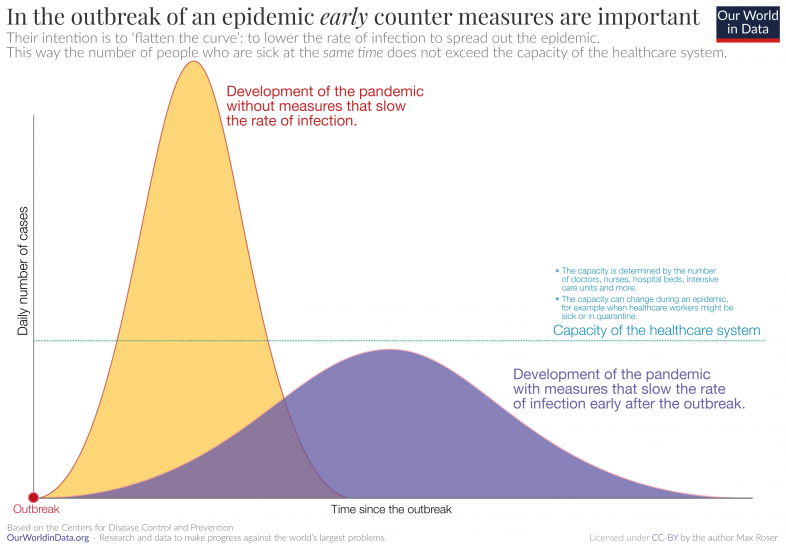 In the outbreak of an epidemic early counter measures are important
Their intention is to ‘flatten the curve’: to lower the rate of infection to spread out the epidemic.
This way the number of people who are sick at the same time does not exceed the capacity of the healthcare system.
Our World
in Data
Development of the pandemic
without measures that slow
the rate of infection.
Daily number of cases
• The capacity is determined by the number
of doctors, nurses, hospital beds, intensive
care units and more.
• The capacity can change during an epidemic,
for example when healthcare workers might be
sick or in quarantine.
Capacity of the healthcare system
Development of the pandemic
with measures that slow the rate
of infection early after the outbreak.
Outbreak
Time since the outbreak
Based on the Centers for Disease Control and Prevention
OurWorldinData.org – Research and data to make progress against the world's largest problems.
Licensed under CC-BY by the author Max Roser